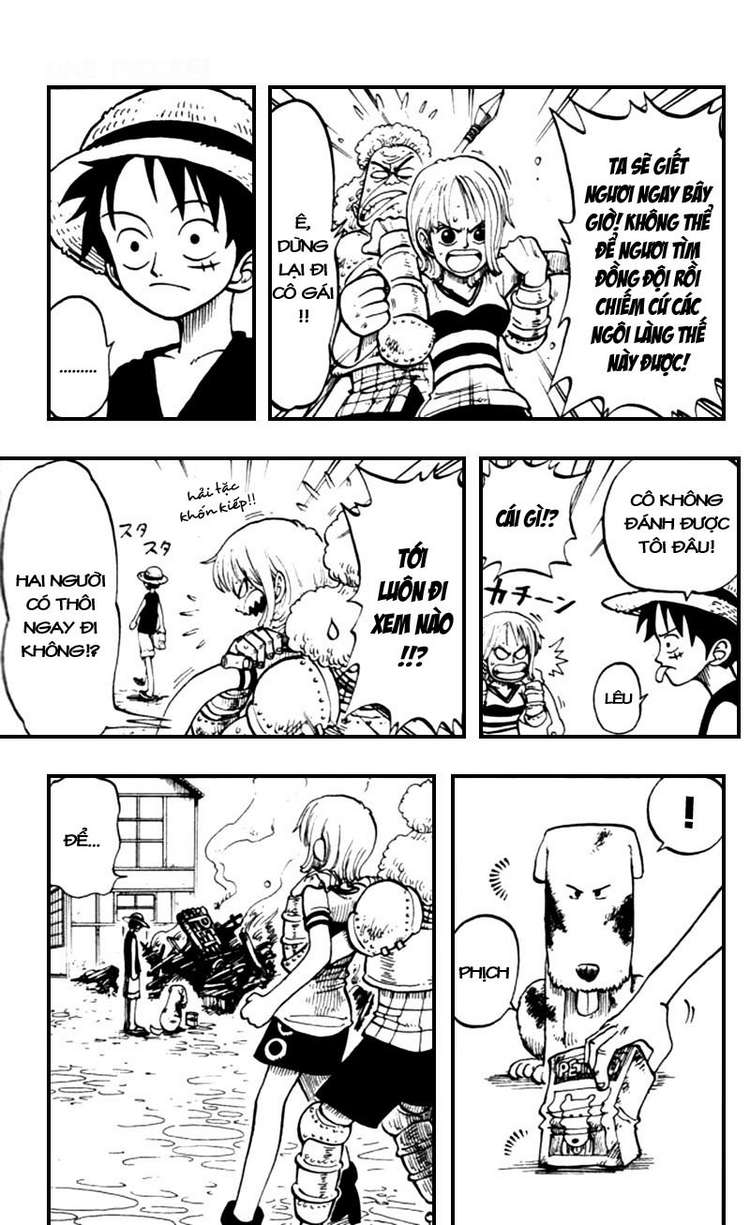 TA SẼ GIẾT
NGƯƠI NGAY BÂY
GIỜ! KHÔNG THỂ
ĐỂ NGƯƠI TÌM
ĐỒNG ĐỘI RỒI
CHIẾM CỨ CÁC
NGÔI LÀNG THẾ
NÀY ĐƯỢC!
Ê,
DỪNG
LẠI ĐI
CÔ GÁI
!!
..........
CÔ KHÔNG
ĐÁNH ĐƯỢC
TÔI ĐÂU!
CÁI GÌ!?
カチーン
LÊU
TỚI
LUÔN ĐI
XEM NÀO
!!?
hải tặc
khốn kiếp!!
スタ
スタ
HAI NGƯỜI
CÓ THÔI
NGAY ĐI
KHÔNG!?
!
PHỊCH
PET
ĐỂ...